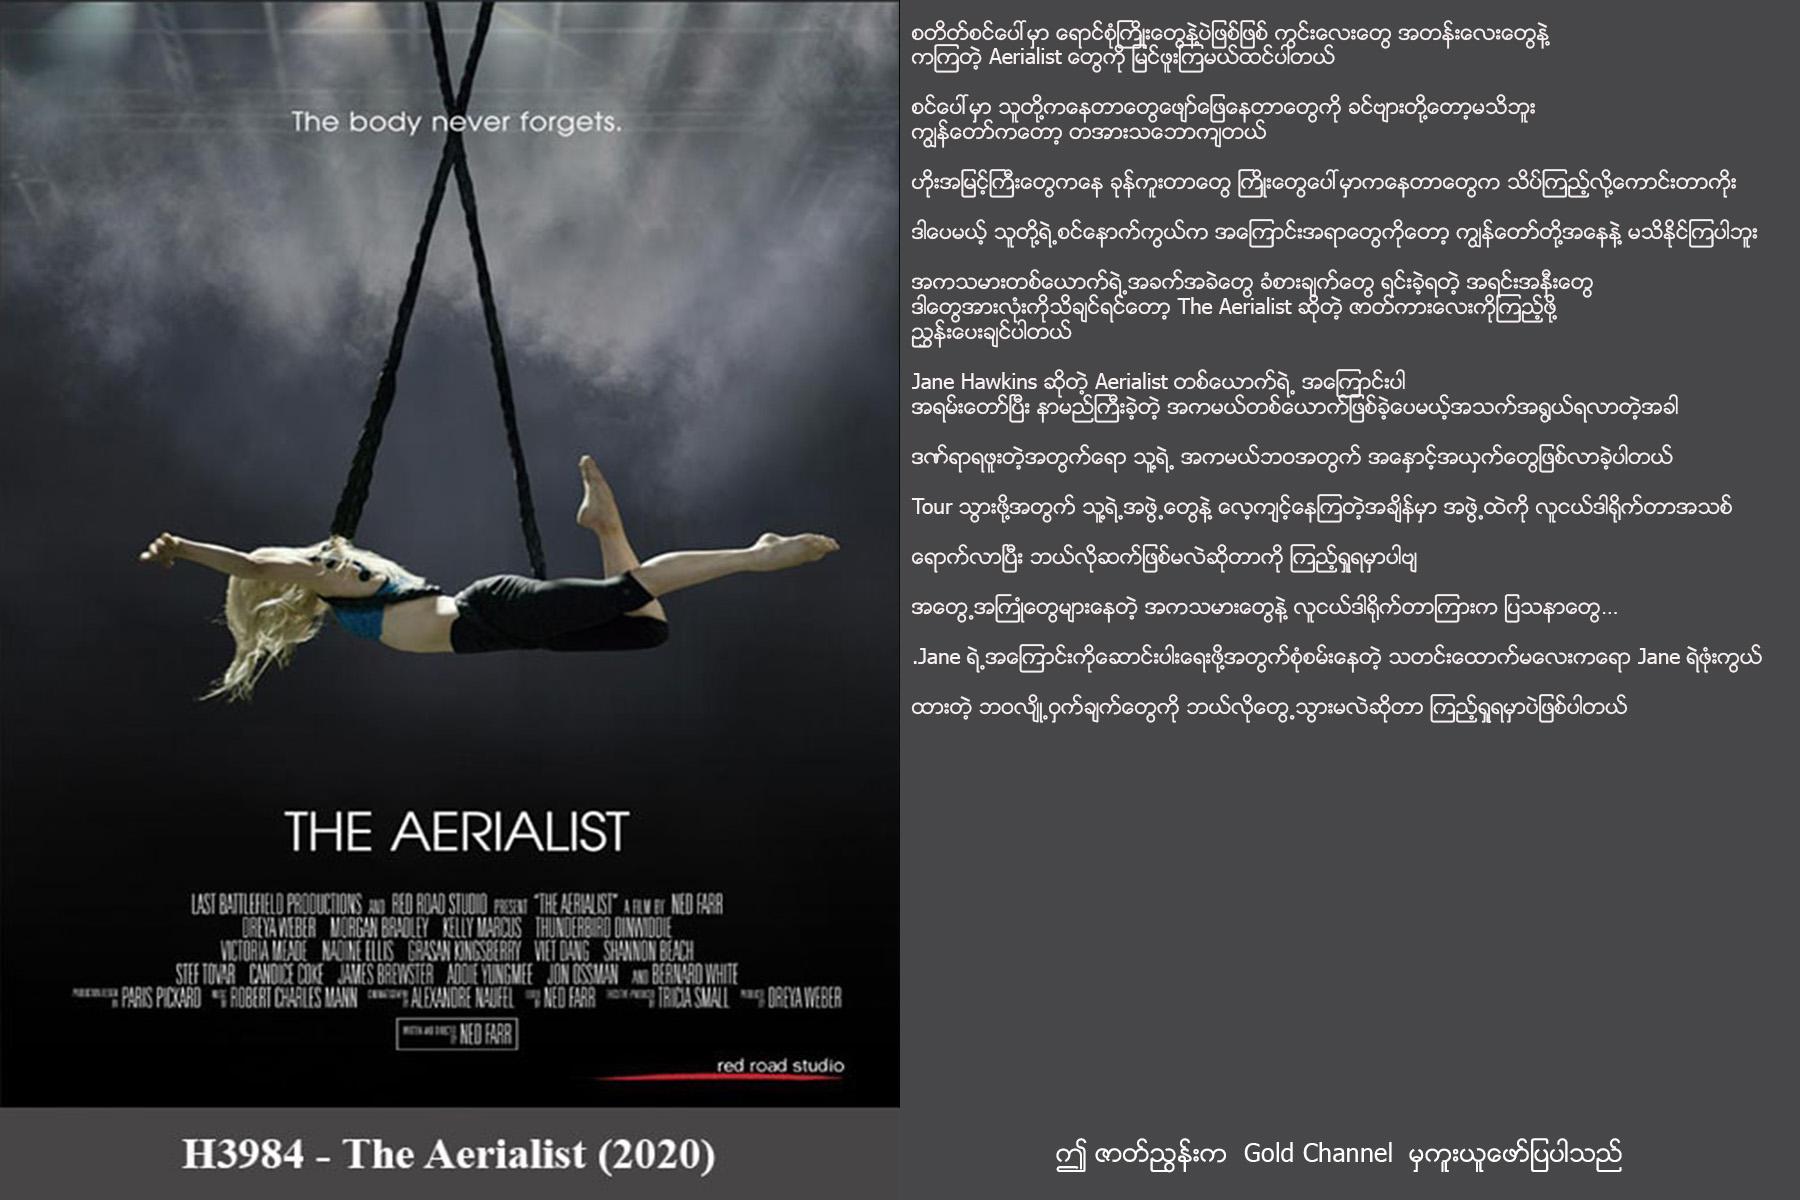 The body never forgets.
THE AERIALIST
LAST BATTLEFIELD PRODUCTIONS AND RED ROAD STUDIO PRESENT "THE AERIALIST" A FILM BY NED FARR
DREYA WEBER MORGAN BRADLEY KELLY MARCUS THUNDERBIRD DINWIDDIE
VICTORIA MEADE NADINE ELLIS GRASAN KINGSBERRY VIET DANG SHANNON BEACH
STEF TOVAR CANDICE COKE JAMES BREWSTER ADDIE YUNGMEE JON OSSMAN AND BERNARD WHITE
PARIS PICKARD ROBERT CHARLES MANN ALEXANDRE NAUFEL NED FARR TRICIA SMALL DREYA WEBER
WRITTEN AND DIRECTED BY NED FARR
red road studio
H3984 - The Aerialist (2020)
စတိတ်စင်ပေါ်မှာ ရောင်စုံကြိုးတွေနဲ့ပဲဖြစ်ဖြစ် ကွင်းလေးတွေ အတန်းလေးတွေနဲ့
ကကြတဲ့ Aerialist တွေကို မြင်ဖူးကြမယ်ထင်ပါတယ်
စင်ပေါ်မှာ သူတို့ကနေတာတွေဖျော်ဖြေနေတာတွေကို ခင်ဗျားတို့တော့မသိဘူး
ကျွန်တော်ကတော့ တအားသဘောကျတယ်
ဟိုးအမြင့်ကြီးတွေကနေ ခုန်ကူးတာတွေ ကြိုးတွေပေါ်မှာကနေတာတွေက သိပ်ကြည့်လို့ကောင်းတာကိုး
ဒါပေမယ့် သူတို့ရဲ့စင်နောက်ကွယ်က အကြောင်းအရာတွေကိုတော့ ကျွန်တော်တို့အနေနဲ့ မသိနိုင်ကြပါဘူး
အကသမားတစ်ယောက်ရဲ့အခက်အခဲတွေ ခံစားချက်တွေ ရင်းခဲ့ရတဲ့ အရင်းအနှီးတွေ
ဒါတွေအားလုံးကိုသိချင်ရင်တော့ The Aerialist ဆိုတဲ့ ဇာတ်ကားလေးကိုကြည့်ဖို့
ညွှန်းပေးချင်ပါတယ်
Jane Hawkins ဆိုတဲ့ Aerialist တစ်ယောက်ရဲ့ အကြောင်းပါ
အရမ်းတော်ပြီး နာမည်ကြီးခဲ့တဲ့ အကမယ်တစ်ယောက်ဖြစ်ခဲ့ပေမယ့်အသက်အရွယ်ရလာတဲ့အခါ
ဒဏ်ရာရဖူးတဲ့အတွက်ရော သူ့ရဲ့ အကမယ်ဘဝအတွက် အနှောင့်အယှက်တွေဖြစ်လာခဲ့ပါတယ်
Tour သွားဖို့အတွက် သူ့ရဲ့အဖွဲ့တွေနဲ့ လေ့ကျင့်နေကြတဲ့အချိန်မှာ အဖွဲ့ထဲကို လူငယ်ဒါရိုက်တာအသစ်
ရောက်လာပြီး ဘယ်လိုဆက်ဖြစ်မလဲဆိုတာကို ကြည့်ရှုရမှာပါဗျ
အတွေ့အကြုံတွေများနေတဲ့ အကသမားတွေနဲ့ လူငယ်ဒါရိုက်တာကြားက ပြသနာတွေ...
.Jane ရဲ့အကြောင်းကိုဆောင်းပါးရေးဖို့အတွက်စုံစမ်းနေတဲ့ သတင်းထောက်မလေးကရော Jane ရဲဖုံးကွယ်
ထားတဲ့ ဘဝလျို့ဝှက်ချက်တွေကို ဘယ်လိုတွေ့သွားမလဲဆိုတာ ကြည့်ရှုရမှာပဲဖြစ်ပါတယ်
ဤ ဇာတ်ညွှန်းက Gold Channel မှကူးယူဖော်ပြပါသည်